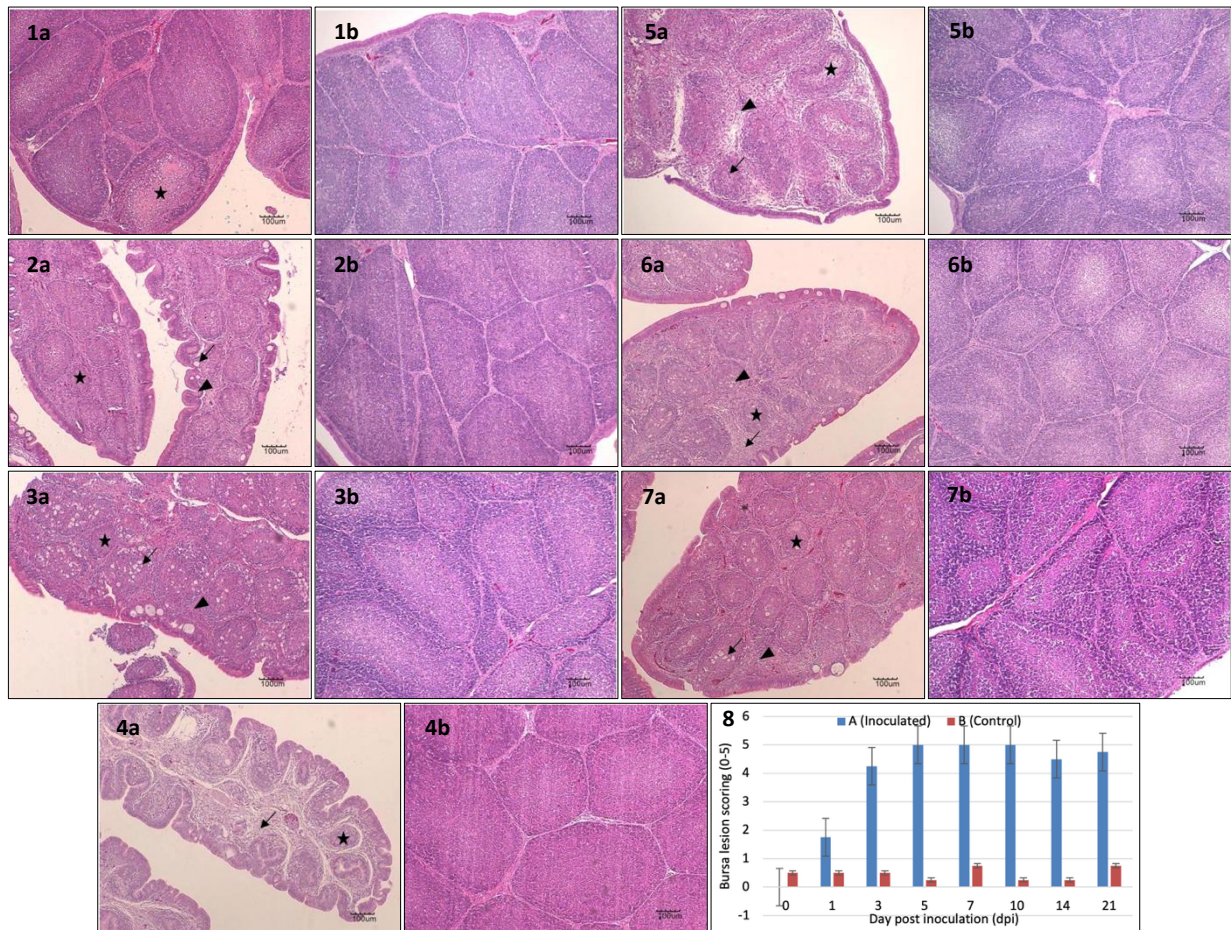 1a
100um
1b
100um
5a
100um
5b
100um
2a
100um
2b
100um
6a
100um
6b
100um
3a
100um
3b
100um
7a
100um
7b
100um
4a
100um
4b
100um
8
A (Inoculated) B (Control)
Bursa lesion scoring (0-5)
6
5
4
3
2
1
0
-1
0 1 3 5 7 10 14 21
Day post inoculation (dpi)